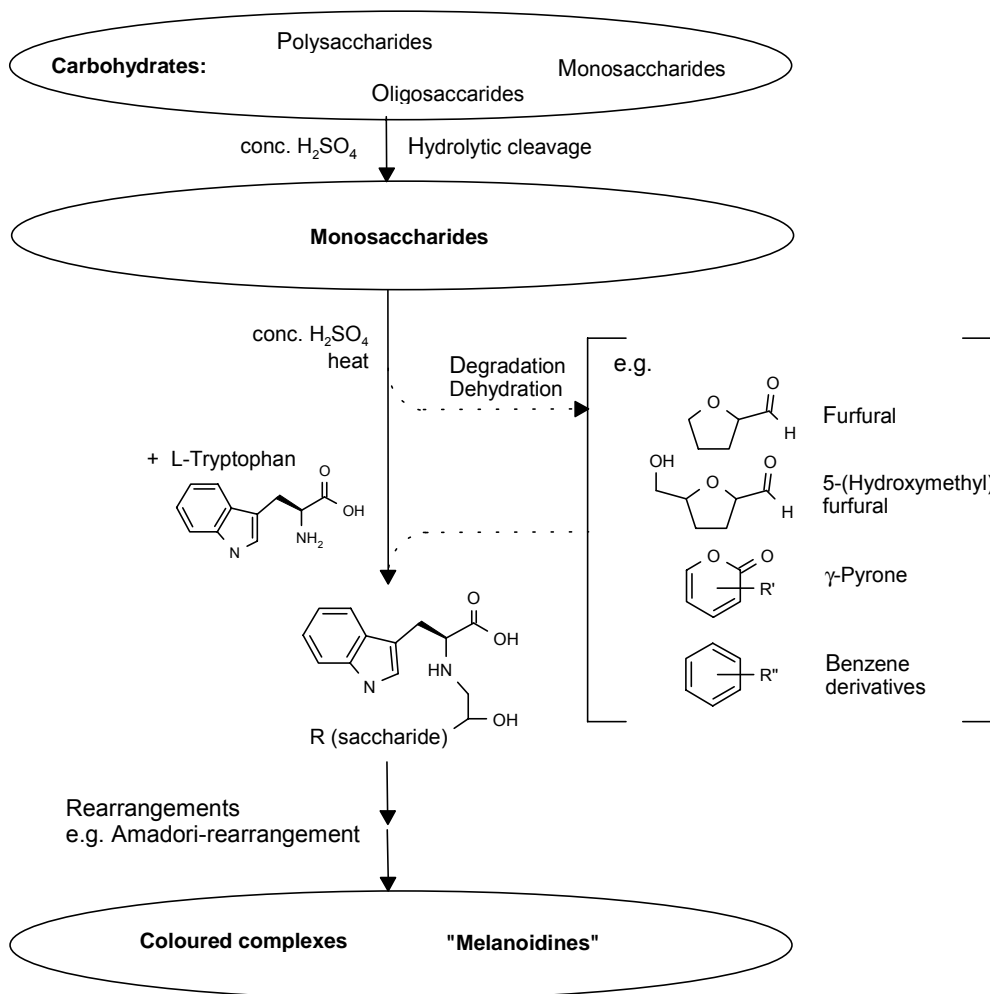 Polysaccharides
Carbohydrates:
Monosaccharides
Oligosaccarides
conc. H₂SO₄
Hydrolytic cleavage
Monosaccharides
conc. H₂SO₄
heat
Degradation
Dehydration
e.g.
O
O
H
Furfural
+ L-Tryptophan
O
OH
NH₂
N
OH
O
O
H
5-(Hydroxymethyl)
furfural
O
O
R'
γ-Pyrone
O
OH
HN
N
OH
R (saccharide)
R"
Benzene
derivatives
Rearrangements
e.g. Amadori-rearrangement
Coloured complexes
"Melanoidines"